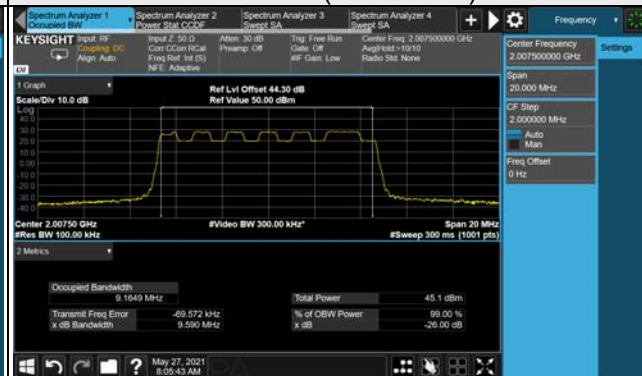 Spectrum Analyzer 1
Occupied BW
Spectrum Analyzer 2
Power Stat CCDF
Spectrum Analyzer 3
Swept SA
Spectrum Analyzer 4
Swept SA
Frequency
KEYSIGHT
Input: RF
Coupling: DC
Align: Auto
Input Z: 50 Ω
Corr CCorr RCal
Freq Ref: Int (S)
NFE: Adaptive
Atten: 30 dB
Preamp: Off
Trig: Free Run
Gate: Off
#IF Gain: Low
Center Freq: 2.007500000 GHz
Avg|Hold:>10/10
Radio Std: None
Center Frequency
2.007500000 GHz
Settings
Span
20.000 MHz
CF Step
2.000000 MHz
Auto
Man
Freq Offset
0 Hz
LM
1 Graph
Scale/Div 10.0 dB
Ref Lvl Offset 44.30 dB
Ref Value 50.00 dBm
Log
40.0
30.0
20.0
10.0
0.00
-10.0
-20.0
-30.0
-40.0
Center 2.00750 GHz
#Res BW 100.00 kHz
#Video BW 300.00 kHz*
Span 20 MHz
#Sweep 300 ms (1001 pts)
2 Metrics
Occupied Bandwidth
9.1649 MHz
Total Power
45.1 dBm
Transmit Freq Error
-69.572 kHz
% of OBW Power
99.00 %
x dB Bandwidth
9.590 MHz
x dB
-26.00 dB
May 27, 2021
8:05:43 AM